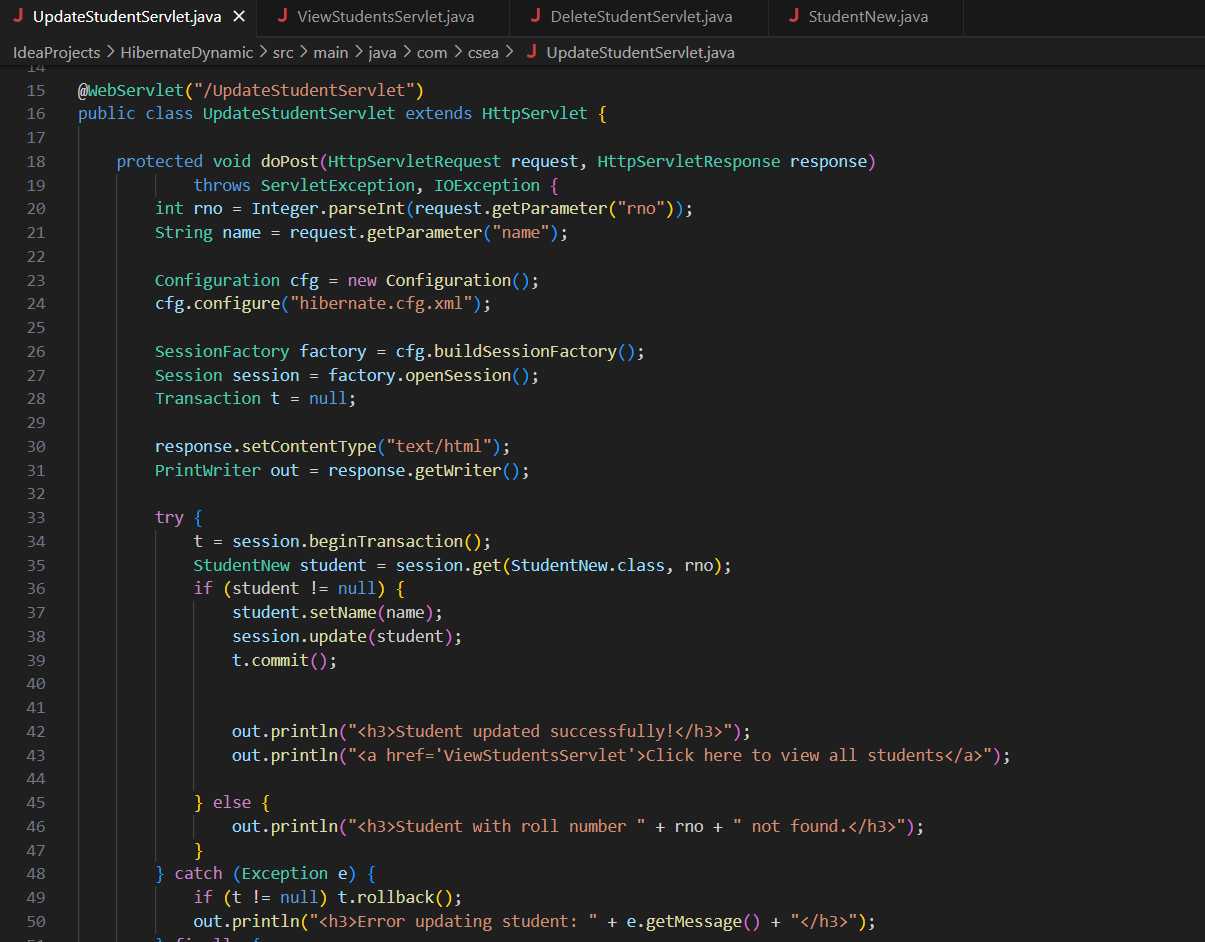 J UpdateStudentServlet.java × J ViewStudentsServlet.java J DeleteStudentServlet.java J StudentNew.java
IdeaProjects > HibernateDynamic > src > main > java > com > csea > J UpdateStudentServlet.java
14
15 @WebServlet("/UpdateStudentServlet")
16 public class UpdateStudentServlet extends HttpServlet {
17
18     protected void doPost(HttpServletRequest request, HttpServletResponse response)
19             throws ServletException, IOException {
20         int rno = Integer.parseInt(request.getParameter("rno"));
21         String name = request.getParameter("name");
22
23         Configuration cfg = new Configuration();
24         cfg.configure("hibernate.cfg.xml");
25
26         SessionFactory factory = cfg.buildSessionFactory();
27         Session session = factory.openSession();
28         Transaction t = null;
29
30         response.setContentType("text/html");
31         PrintWriter out = response.getWriter();
32
33         try {
34             t = session.beginTransaction();
35             StudentNew student = session.get(StudentNew.class, rno);
36             if (student != null) {
37                 student.setName(name);
38                 session.update(student);
39                 t.commit();
40
41
42                 out.println("<h3>Student updated successfully!</h3>");
43                 out.println("<a href='ViewStudentsServlet'>Click here to view all students</a>");
44
45             } else {
46                 out.println("<h3>Student with roll number " + rno + " not found.</h3>");
47             }
48         } catch (Exception e) {
49             if (t != null) t.rollback();
50             out.println("<h3>Error updating student: " + e.getMessage() + "</h3>");
51         } finally {